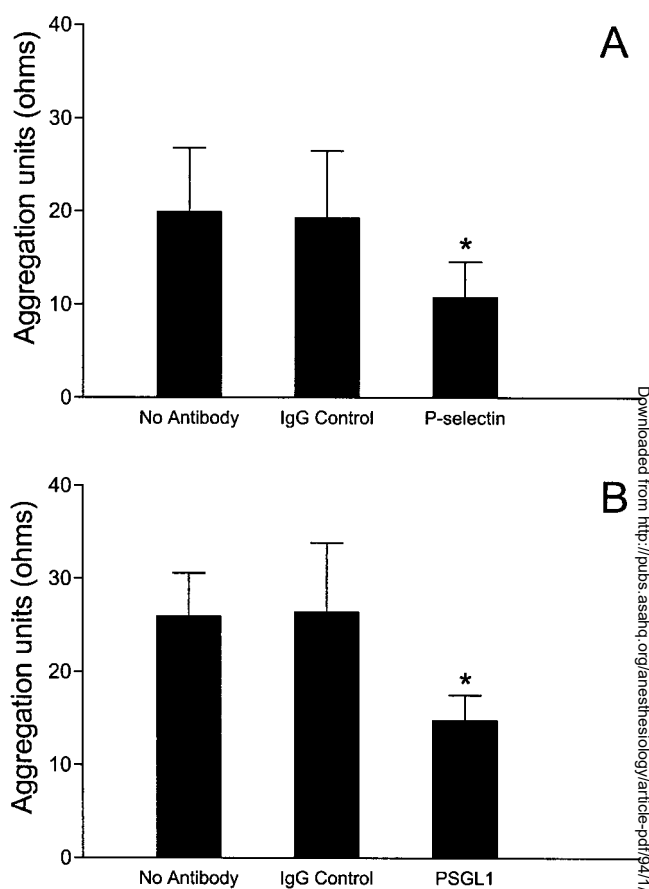 A
Aggregation units (ohms)
40
30
20
10
0
*
No Antibody IgG Control P-selectin
B
Aggregation units (ohms)
40
30
20
10
0
*
No Antibody IgG Control PSGL1
Downloaded from http://pubs.asahq.org/anesthesiology/article-pdf/94/1/